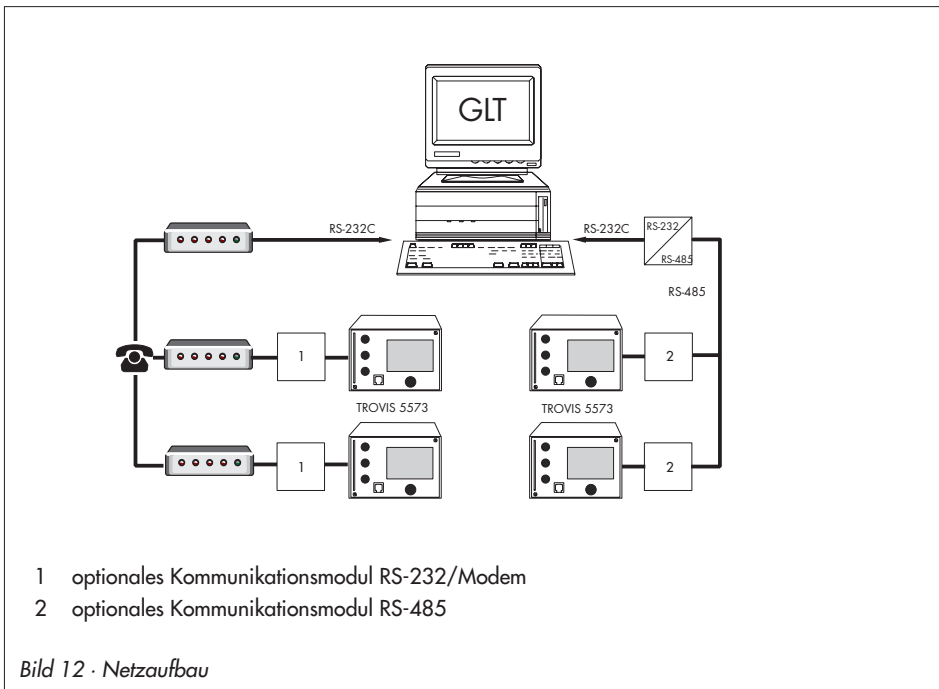 GLT
RS-232C
RS-232C
RS-232
RS-485
RS-485
1
2
TROVIS 5573
TROVIS 5573
1
2
1 optionales Kommunikationsmodul RS-232/Modem
2 optionales Kommunikationsmodul RS-485
Bild 12 · Netzaufbau